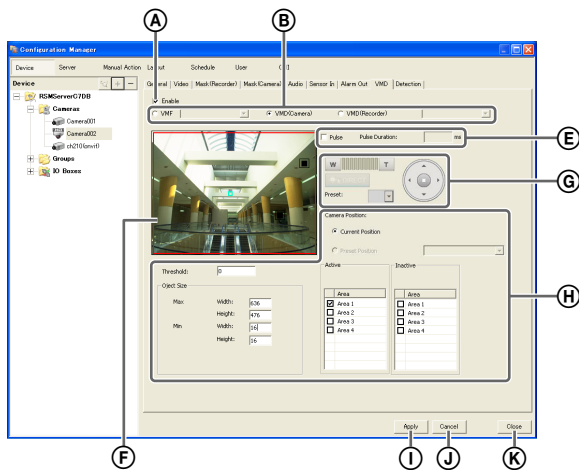 A B
Configuration Manager
Device Server Manual Action Layout Schedule User
Device
General Video Mask(Recorder) Mask(Camera) Audio Sensor In Alarm Out VMD Detection
RSMServerC7DB
Cameras
Camera001
Camera002
ch210(onvif)
Groups
IO Boxes
Enable
VMF VMD(Camera) VMD(Recorder)
Pulse Pulse Duration: ms
E
W T
Preset:
G
Camera Position:
Current Position
Preset Position
Threshold: 0
Oject Size
Max Width: 636
Height: 476
Min Width: 16
Height: 16
Active
Area
Area 1
Area 2
Area 3
Area 4
Inactive
Area
Area 1
Area 2
Area 3
Area 4
H
Apply Cancel Close
F I J K